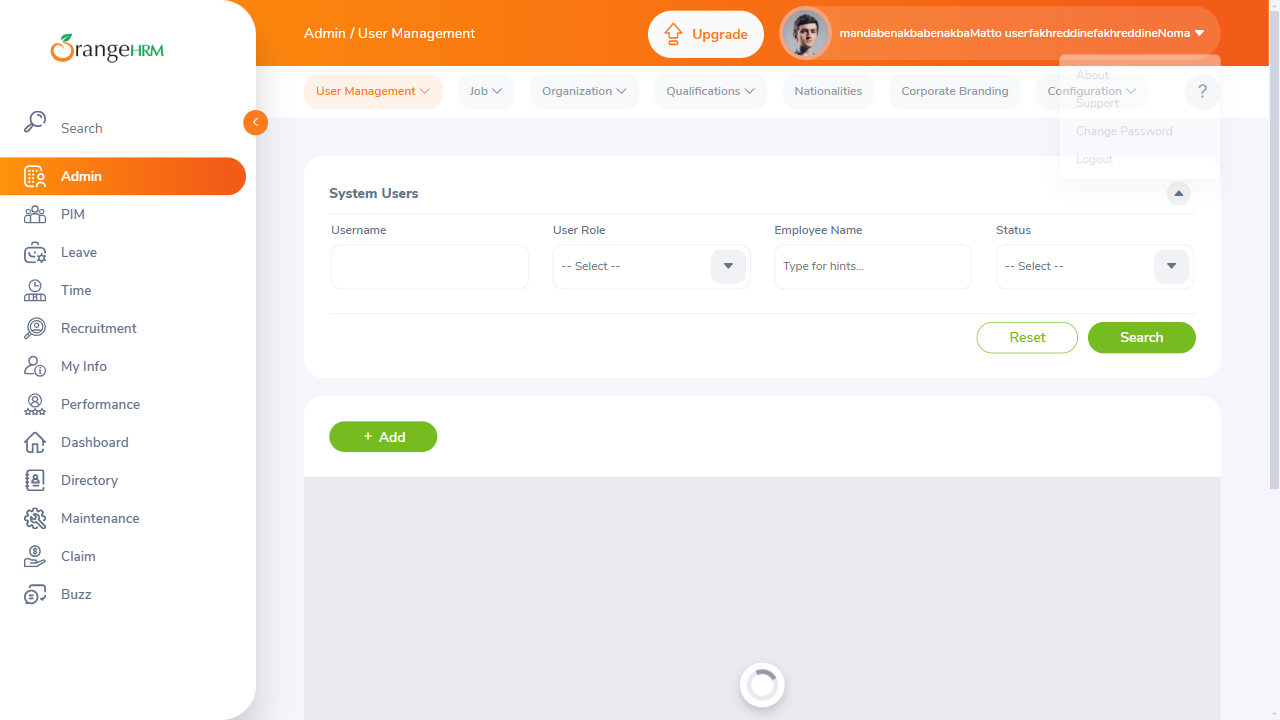 OrangeHRM
Admin / User Management
Upgrade
mandabenakbabenakbaMatto userfakhreddinefakhreddineNoma
User Management
Job
Organization
Qualifications
Nationalities
Corporate Branding
Configuration
?
About
Support
Change Password
Logout
Search
Admin
PIM
Leave
Time
Recruitment
My Info
Performance
Dashboard
Directory
Maintenance
Claim
Buzz
System Users
Username
User Role
Employee Name
Status
-- Select --
Type for hints...
-- Select --
Reset
Search
+ Add